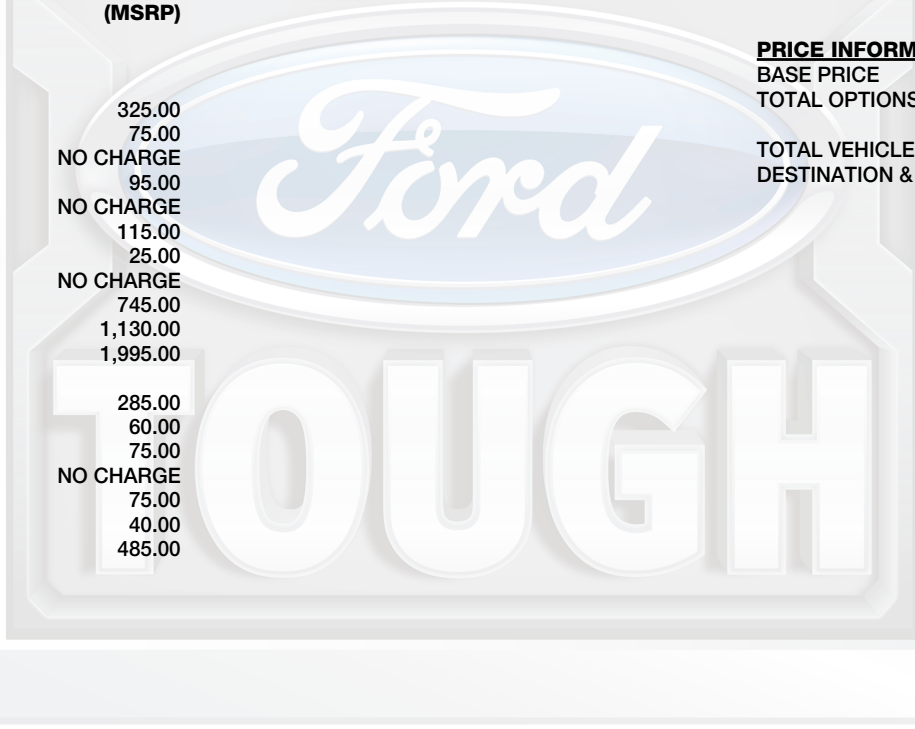 (MSRP)
PRICE INFORM
BASE PRICE
325.00
TOTAL OPTIONS
75.00
NO CHARGE
TOTAL VEHICLE
95.00
DESTINATION &
NO CHARGE
115.00
25.00
NO CHARGE
745.00
1,130.00
1,995.00
285.00
60.00
75.00
NO CHARGE
75.00
40.00
485.00
Ford
TOUGH